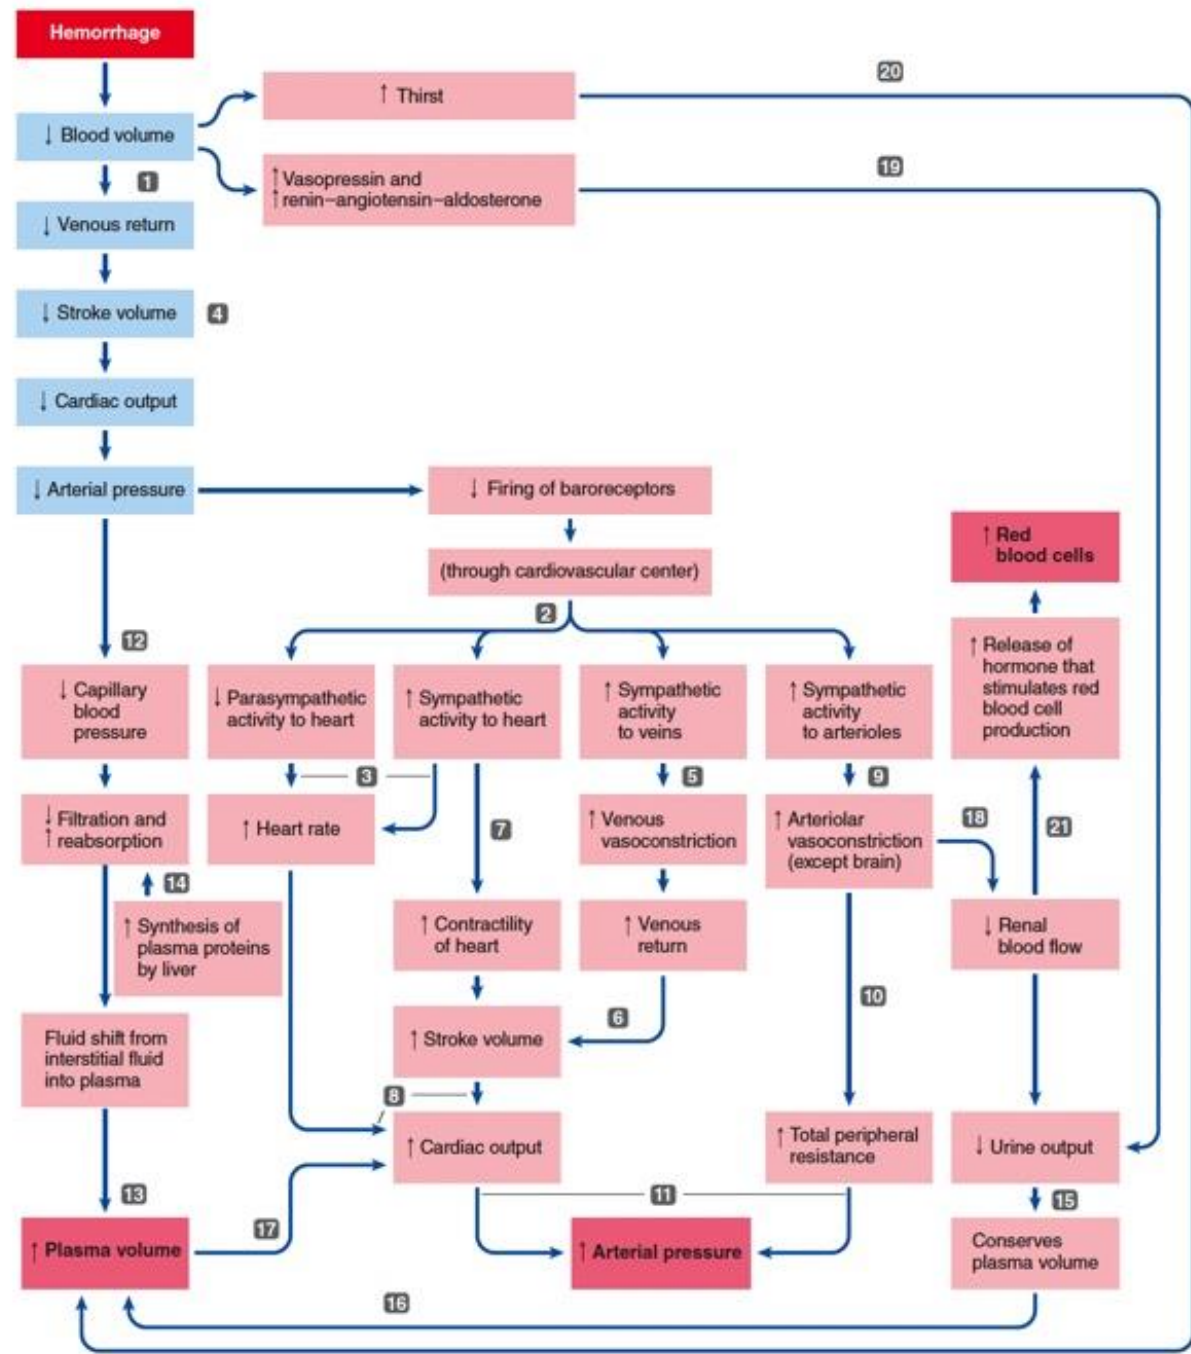 Hemorrhage
20
↑ Thirst
↓ Blood volume
19
1
↑ Vasopressin and
↑ renin–angiotensin–aldosterone
↓ Venous return
↓ Stroke volume
4
↓ Cardiac output
↓ Arterial pressure
↓ Firing of baroreceptors
(through cardiovascular center)
2
↑ Red
blood cells
12
↓ Capillary
blood
pressure
↓ Parasympathetic
activity to heart
↑ Sympathetic
activity to heart
↑ Sympathetic
activity
to veins
↑ Sympathetic
activity
to arterioles
↑ Release of
hormone that
stimulates red
blood cell
production
3
5
9
↓ Filtration and
↑ reabsorption
↑ Heart rate
7
↑ Venous
vasoconstriction
↑ Arteriolar
vasoconstriction
(except brain)
18
21
14
↑ Synthesis of
plasma proteins
by liver
↑ Contractility
of heart
↑ Venous
return
↓ Renal
blood flow
10
6
Fluid shift from
interstitial fluid
into plasma
↑ Stroke volume
8
↑ Cardiac output
↑ Total peripheral
resistance
↓ Urine output
13
11
15
↑ Plasma volume
17
↑ Arterial pressure
Conserves
plasma volume
16